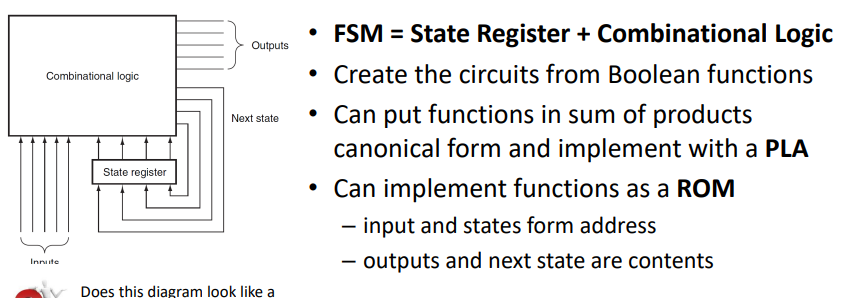 Outputs
Combinational logic
Next state
State register
Inputs
Does this diagram look like a
• FSM = State Register + Combinational Logic
• Create the circuits from Boolean functions
• Can put functions in sum of products
canonical form and implement with a PLA
• Can implement functions as a ROM
– input and states form address
– outputs and next state are contents